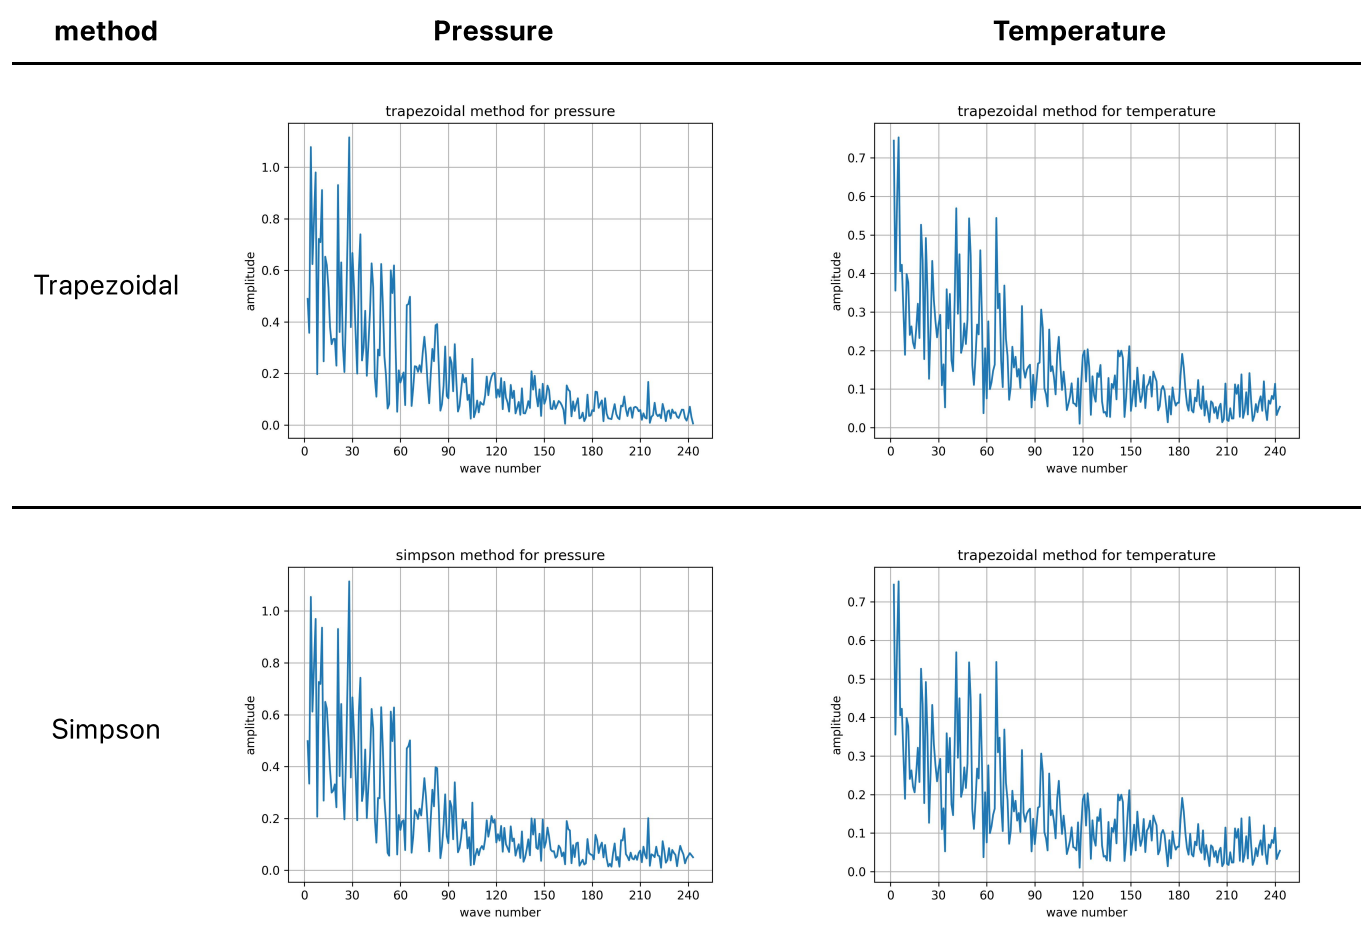 method Pressure Temperature
trapezoidal method for pressure
1.0
0.8
0.6
0.4
0.2
0.0
amplitude
0 30 60 90 120 150 180 210 240
wave number
trapezoidal method for temperature
0.7
0.6
0.5
0.4
0.3
0.2
0.1
0.0
amplitude
0 30 60 90 120 150 180 210 240
wave number
Trapezoidal
simpson method for pressure
1.0
0.8
0.6
0.4
0.2
0.0
amplitude
0 30 60 90 120 150 180 210 240
wave number
trapezoidal method for temperature
0.7
0.6
0.5
0.4
0.3
0.2
0.1
0.0
amplitude
0 30 60 90 120 150 180 210 240
wave number
Simpson